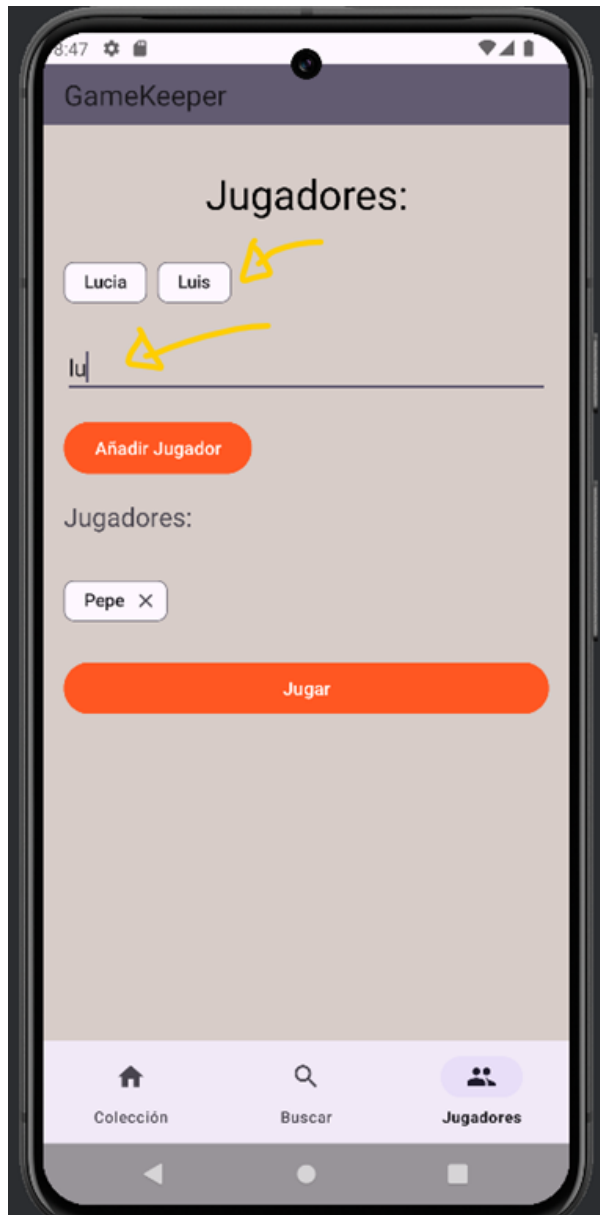 8:47
GameKeeper
Jugadores:
Lucia Luis
lu
Añadir Jugador
Jugadores:
Pepe
Jugar
Colección Buscar Jugadores